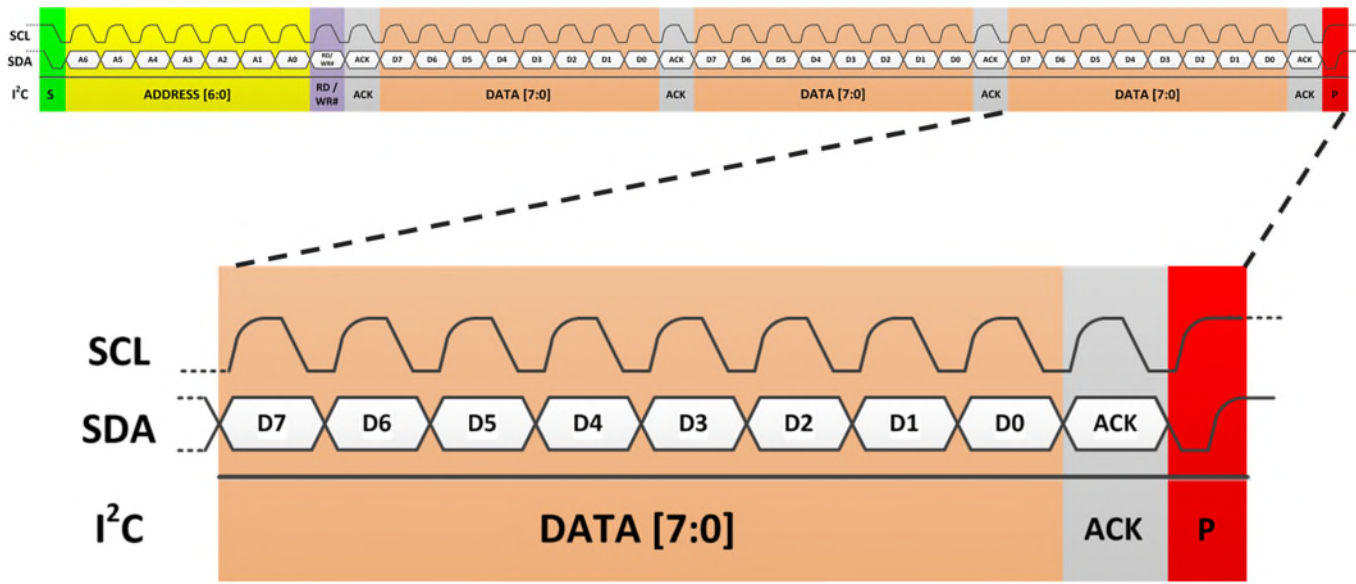 SCL
SDA A6 A5 A4 A3 A2 A1 A0 RD/ WR# ACK D7 D6 D5 D4 D3 D2 D1 D0 ACK D7 D6 D5 D4 D3 D2 D1 D0 ACK D7 D6 D5 D4 D3 D2 D1 D0 ACK
I²C S ADDRESS [6:0] RD / WR# ACK DATA [7:0] ACK DATA [7:0] ACK DATA [7:0] ACK P
SCL
SDA D7 D6 D5 D4 D3 D2 D1 D0 ACK
I²C DATA [7:0] ACK P